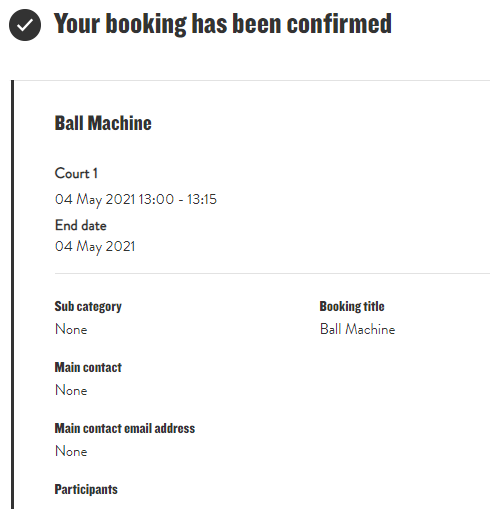 Your booking has been confirmed
Ball Machine
Court 1
04 May 2021 13:00 - 13:15
End date
04 May 2021
Sub category
Booking title
None
Ball Machine
Main contact
None
Main contact email address
None
Participants